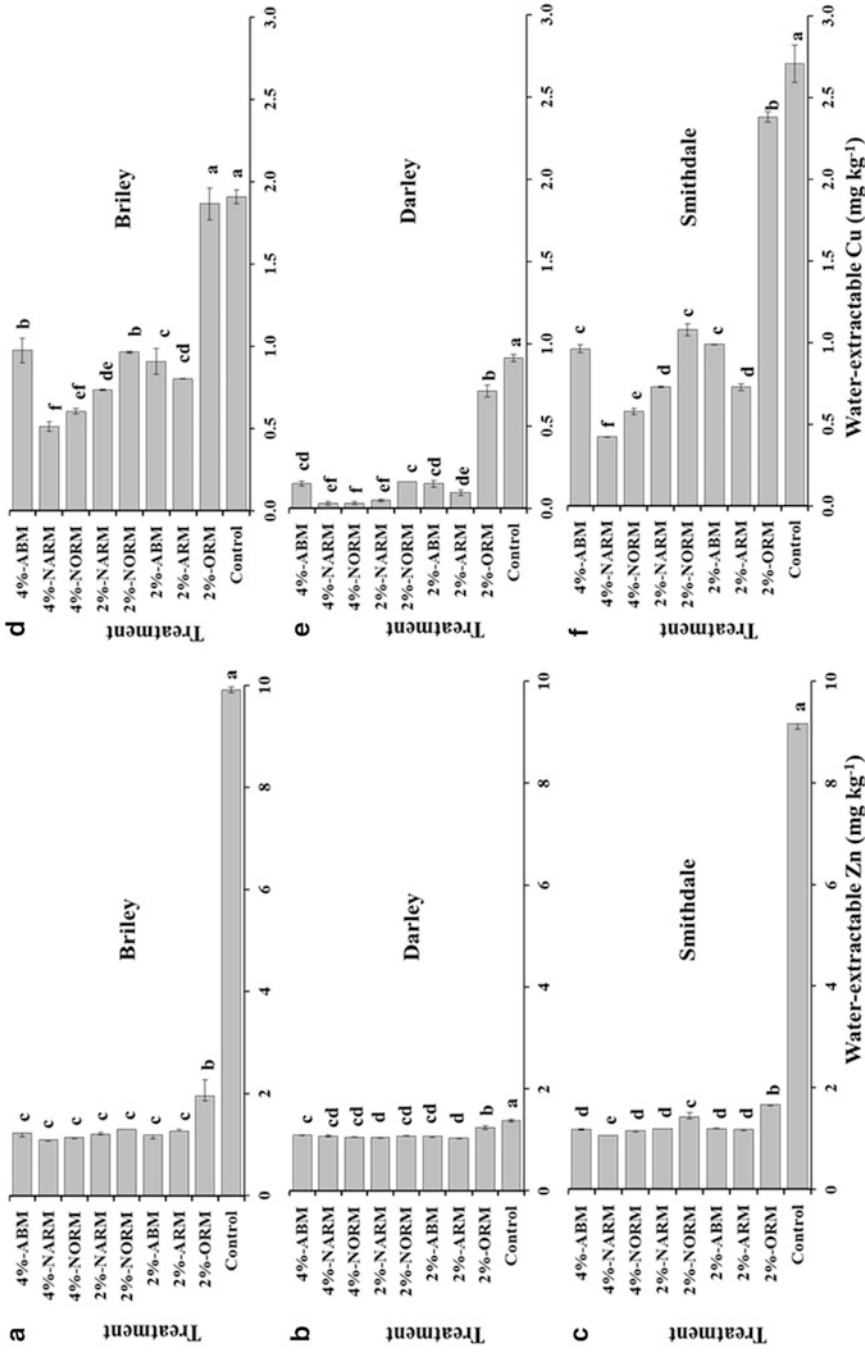 a
Briley
Treatment
4%-ABM c
4%-NARM c
4%-NORM c
2%-NARM c
2%-NORM c
2%-ABM c
2%-ARM c
2%-ORM b
Control a
0 2 4 6 8 10
b
Darley
Treatment
4%-ABM c
4%-NARM cd
4%-NORM cd
2%-NARM d
2%-NORM cd
2%-ABM cd
2%-ARM d
2%-ORM b
Control a
0 2 4 6 8 10
c
Smithdale
Treatment
4%-ABM d
4%-NARM e
4%-NORM d
2%-NARM d
2%-NORM c
2%-ABM d
2%-ARM d
2%-ORM b
Control a
0 2 4 6 8 10
Water-extractable Zn (mg kg-1)
d
Briley
Treatment
4%-ABM b
4%-NARM f
4%-NORM ef
2%-NARM de
2%-NORM b
2%-ABM c
2%-ARM cd
2%-ORM a
Control a
0.0 0.5 1.0 1.5 2.0 2.5 3.0
e
Darley
Treatment
4%-ABM cd
4%-NARM ef
4%-NORM f
2%-NARM ef
2%-NORM c
2%-ABM cd
2%-ARM de
2%-ORM b
Control a
0.0 0.5 1.0 1.5 2.0 2.5 3.0
f
Smithdale
Treatment
4%-ABM c
4%-NARM f
4%-NORM e
2%-NARM d
2%-NORM c
2%-ABM c
2%-ARM d
2%-ORM b
Control a
0.0 0.5 1.0 1.5 2.0 2.5 3.0
Water-extractable Cu (mg kg-1)